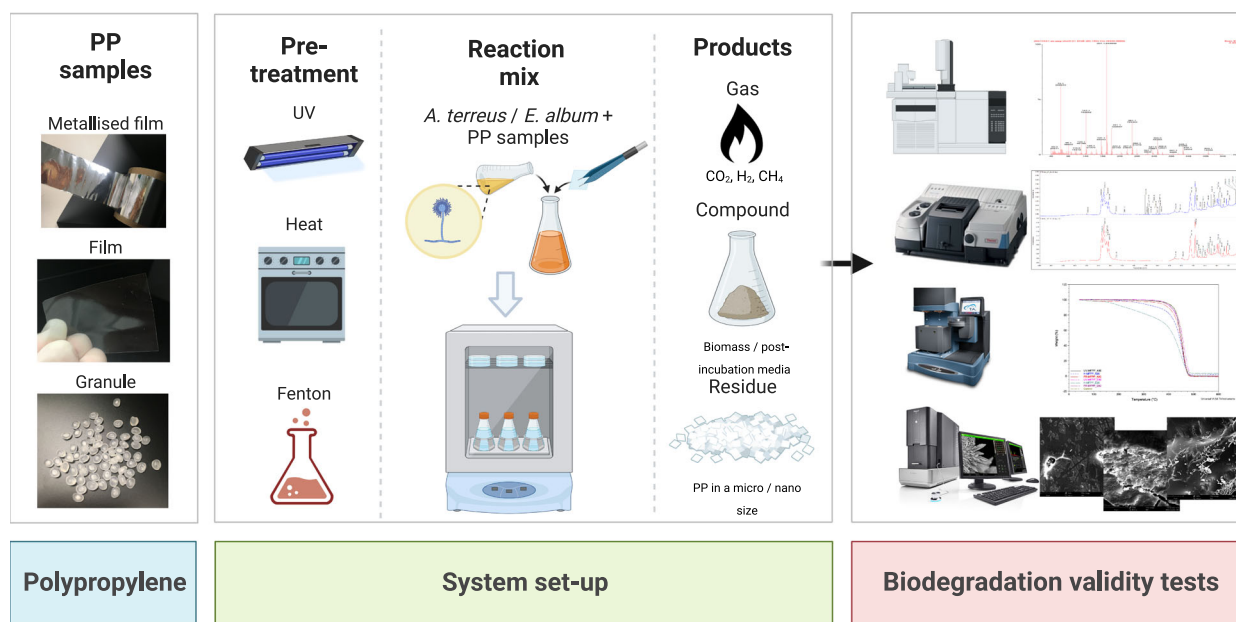 PP
samples
Metallised film
Film
Granule
Pre-
treatment
UV
Heat
Fenton
Reaction
mix
A. terreus / E. album +
PP samples
Products
Gas
CO₂, H₂, CH₄
Compound
Biomass / post-
incubation media
Residue
PP in a micro / nano
size
Weight (%)
Temperature (°C)
Polypropylene
System set-up
Biodegradation validity tests